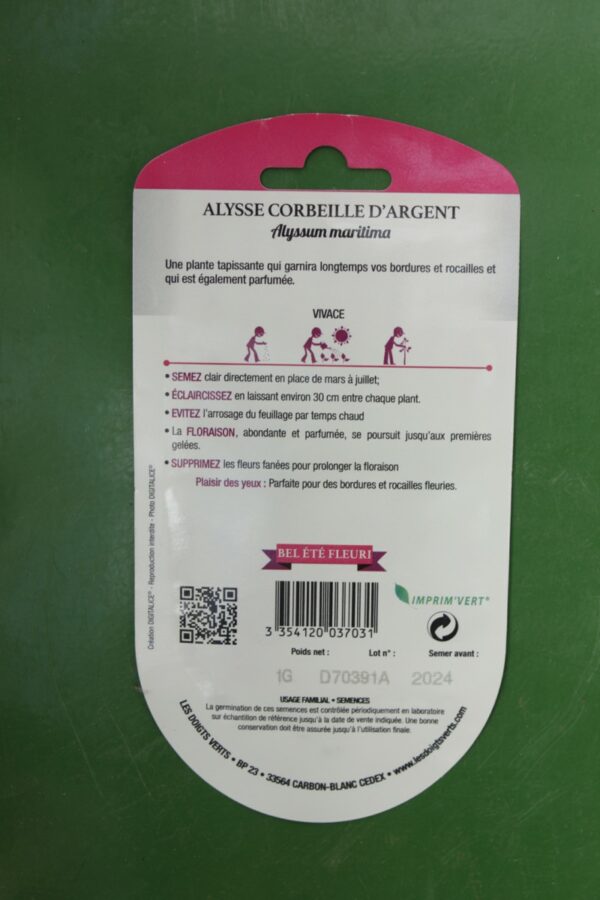 ALYSSE CORBEILLE D'ARGENT
Alyssum maritima
Une plante tapissante qui garnira longtemps vos bordures et rocailles et
qui est également parfumée.
VIVACE
• SEMEZ clair directement en place de mars à juillet;
• ÉCLAIRCISSEZ en laissant environ 30 cm entre chaque plant.
• EVITEZ l'arrosage du feuillage par temps chaud
• La FLORAISON, abondante et parfumée, se poursuit jusqu'aux premières
gelées.
• SUPPRIMEZ les fleurs fanées pour prolonger la floraison
Plaisir des yeux : Parfaite pour des bordures et rocailles fleuries.
Création DIGITALICE® - Reproduction interdite - Photo DIGITALICE®
BEL ÉTÉ FLEURI
IMPRIM'VERT®
3 354120 037031
Poids net : Lot n° : Semer avant :
1G D70391A 2024
USAGE FAMILIAL • SEMENCES
La germination de ces semences est contrôlée périodiquement en laboratoire
sur échantillon de référence jusqu'à la date de vente indiquée. Une bonne
conservation doit être assurée jusqu'à l'utilisation finale.
LES DOIGTS VERTS • BP 23 • 33564 CARBON-BLANC CEDEX • www.lesdoigtsverts.com